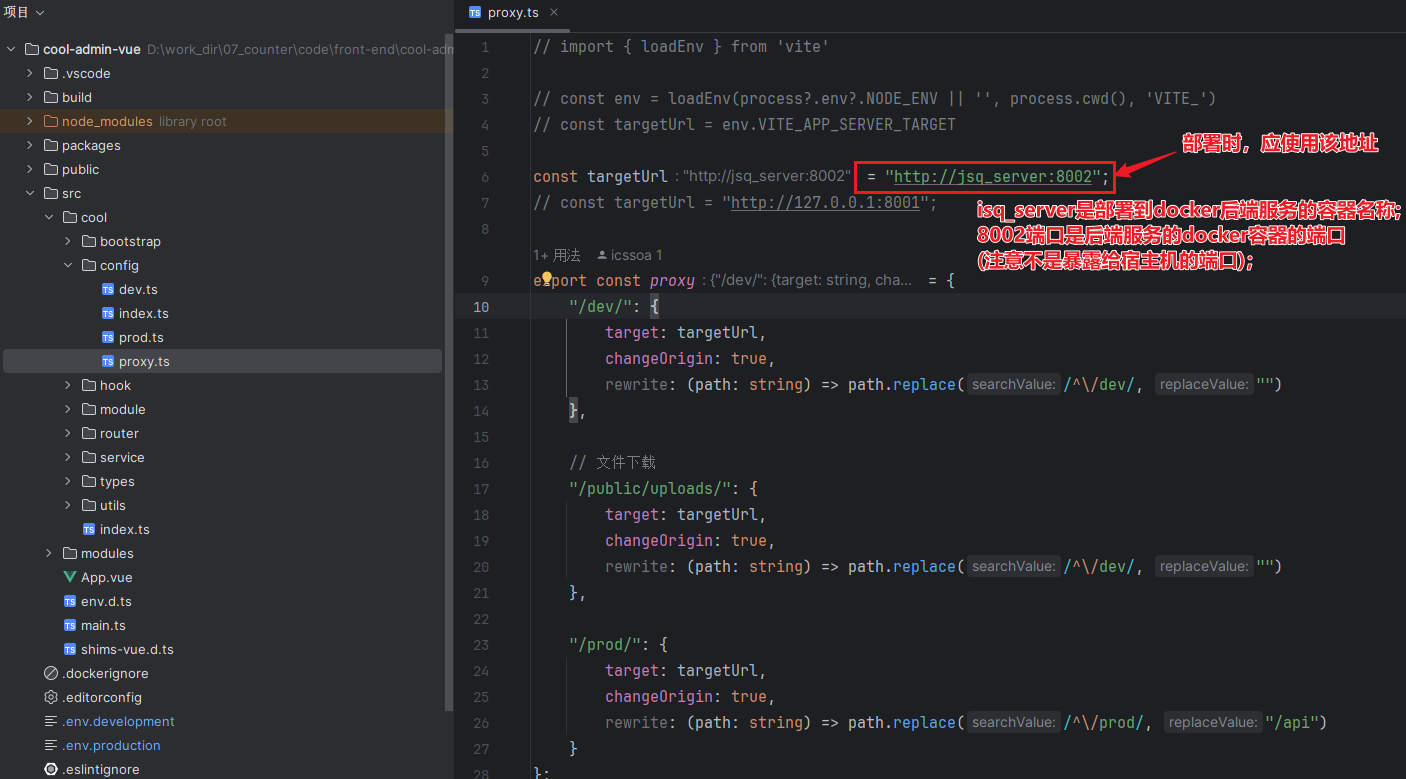 项目
cool-admin-vue D:\work_dir\07_counter\code\front-end\cool-adm
.vscode
build
node_modules library root
packages
public
src
cool
bootstrap
config
dev.ts
index.ts
prod.ts
proxy.ts
hook
module
router
service
types
utils
index.ts
modules
App.vue
env.d.ts
main.ts
shims-vue.d.ts
.dockerignore
.editorconfig
.env.development
.env.production
.eslintignore
proxy.ts
1 // import { loadEnv } from 'vite'
2
3 // const env = loadEnv(process?.env?.NODE_ENV || '', process.cwd(), 'VITE_')
4 // const targetUrl = env.VITE_APP_SERVER_TARGET
5
6 const targetUrl : "http://jsq_server:8002" = "http://jsq_server:8002";
7 // const targetUrl = "http://127.0.0.1:8001";
8
1+ 用法 icssoa 1
9 export const proxy : {"/dev/": {target: string, cha... = {
10 "/dev/": {
11 target: targetUrl,
12 changeOrigin: true,
13 rewrite: (path: string) => path.replace( searchValue: /^\/dev/, replaceValue: "")
14 },
15
16 // 文件下载
17 "/public/uploads/": {
18 target: targetUrl,
19 changeOrigin: true,
20 rewrite: (path: string) => path.replace( searchValue: /^\/dev/, replaceValue: "")
21 },
22
23 "/prod/": {
24 target: targetUrl,
25 changeOrigin: true,
26 rewrite: (path: string) => path.replace( searchValue: /^\/prod/, replaceValue: "/api")
27 }
28 };
部署时，应使用该地址
isq_server是部署到docker后端服务的容器名称;
8002端口是后端服务的docker容器的端口
(注意不是暴露给宿主机的端口);